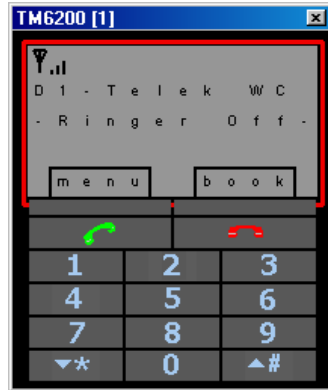 TM6200 [1]
D1-Telek WC
-Ringer Off-
menu book
1 2 3
4 5 6
7 8 9
* 0 #